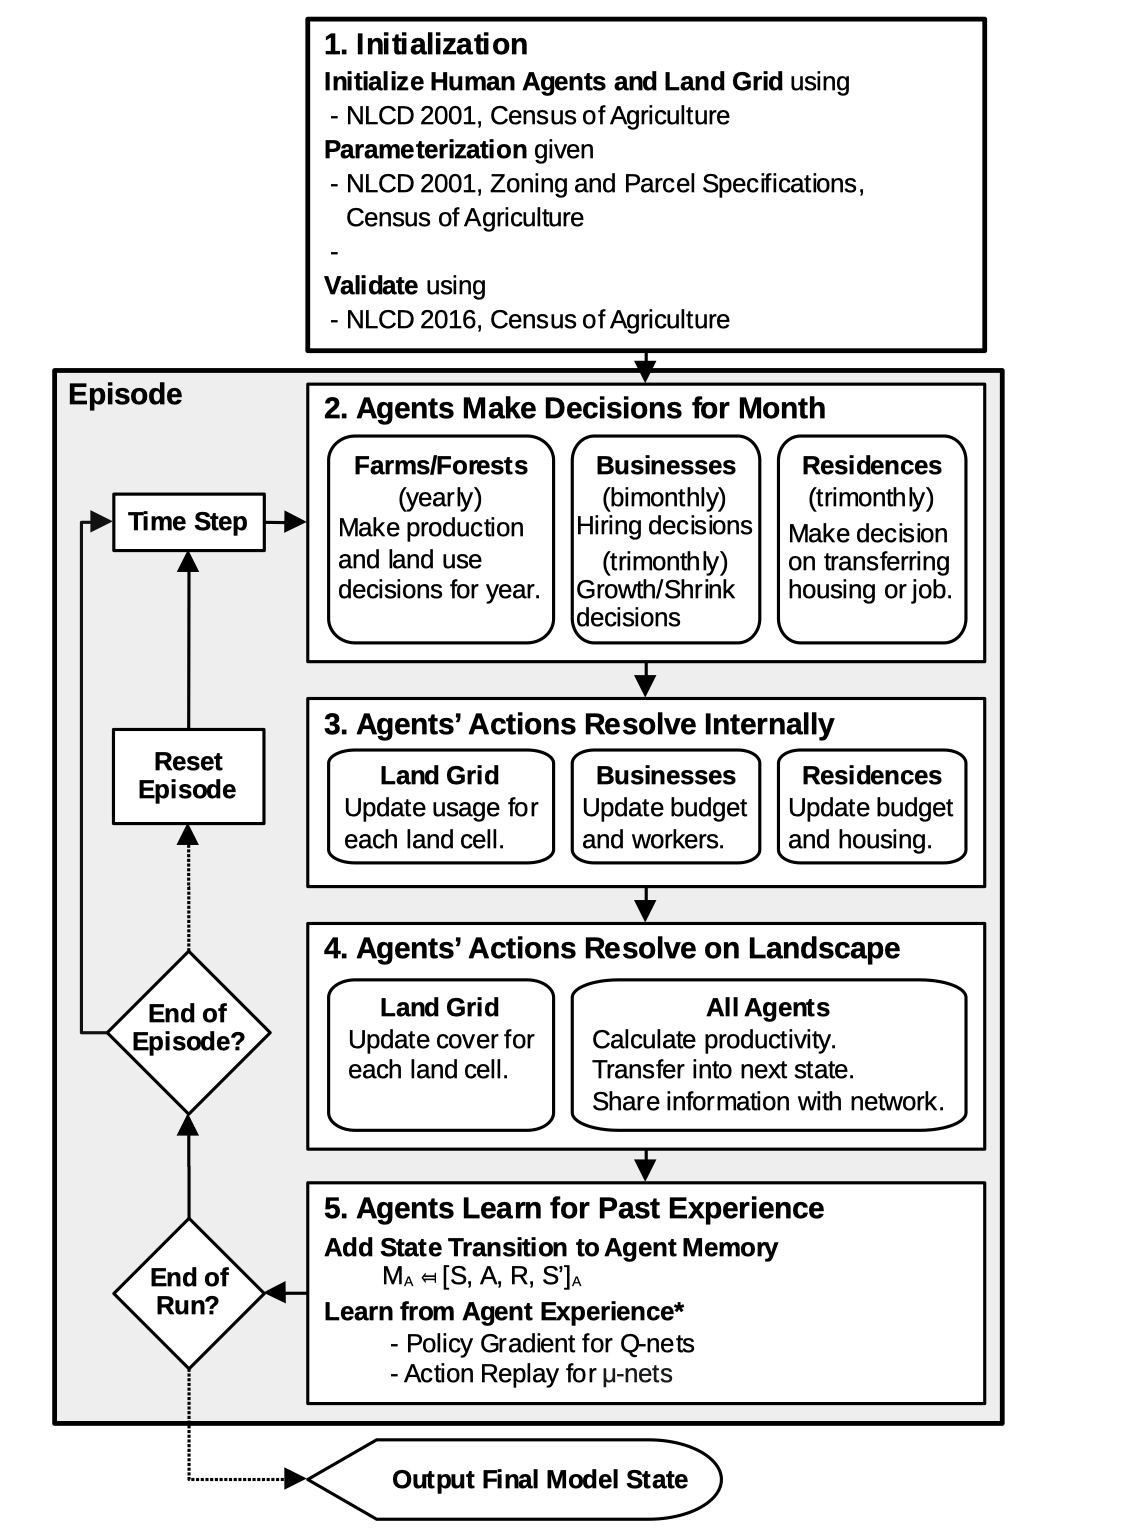 1. Initialization
Initialize Human Agents and Land Grid using
- NLCD 2001, Census of Agriculture
Parameterization given
- NLCD 2001, Zoning and Parcel Specifications,
Census of Agriculture
-
Validate using
- NLCD 2016, Census of Agriculture
Episode
2. Agents Make Decisions for Month
Farms/Forests
(yearly)
Make production
and land use
decisions for year.
Businesses
(bimonthly)
Hiring decisions
(trimonthly)
Growth/Shrink
decisions
Residences
(trimonthly)
Make decision
on transferring
housing or job.
Time Step
3. Agents’ Actions Resolve Internally
Land Grid
Update usage for
each land cell.
Businesses
Update budget
and workers.
Residences
Update budget
and housing.
Reset
Episode
4. Agents’ Actions Resolve on Landscape
Land Grid
Update cover for
each land cell.
All Agents
Calculate productivity.
Transfer into next state.
Share information with network.
End of
Episode?
5. Agents Learn for Past Experience
Add State Transition to Agent Memory
MA ⤆ [S, A, R, S’]A
Learn from Agent Experience*
- Policy Gradient for Q-nets
- Action Replay for μ-nets
End of
Run?
Output Final Model State